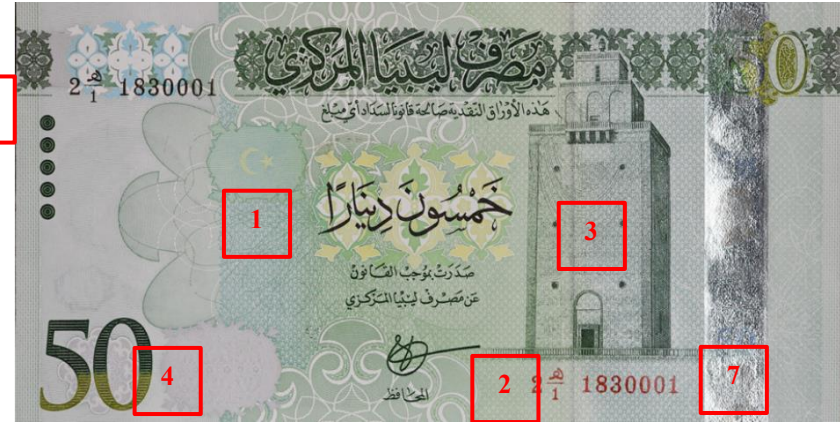 مصرف ليبيا المركزي
50
2 هـ/1 1830001
هذه الأوراق النقدية صالحة قانونا لسداد أي مبلغ
1
خمسون دينارًا
3
صدرت بموجب القانون
عن مصرف ليبيا المركزي
50
4
المحافظ
2
2 هـ/1 1830001
7